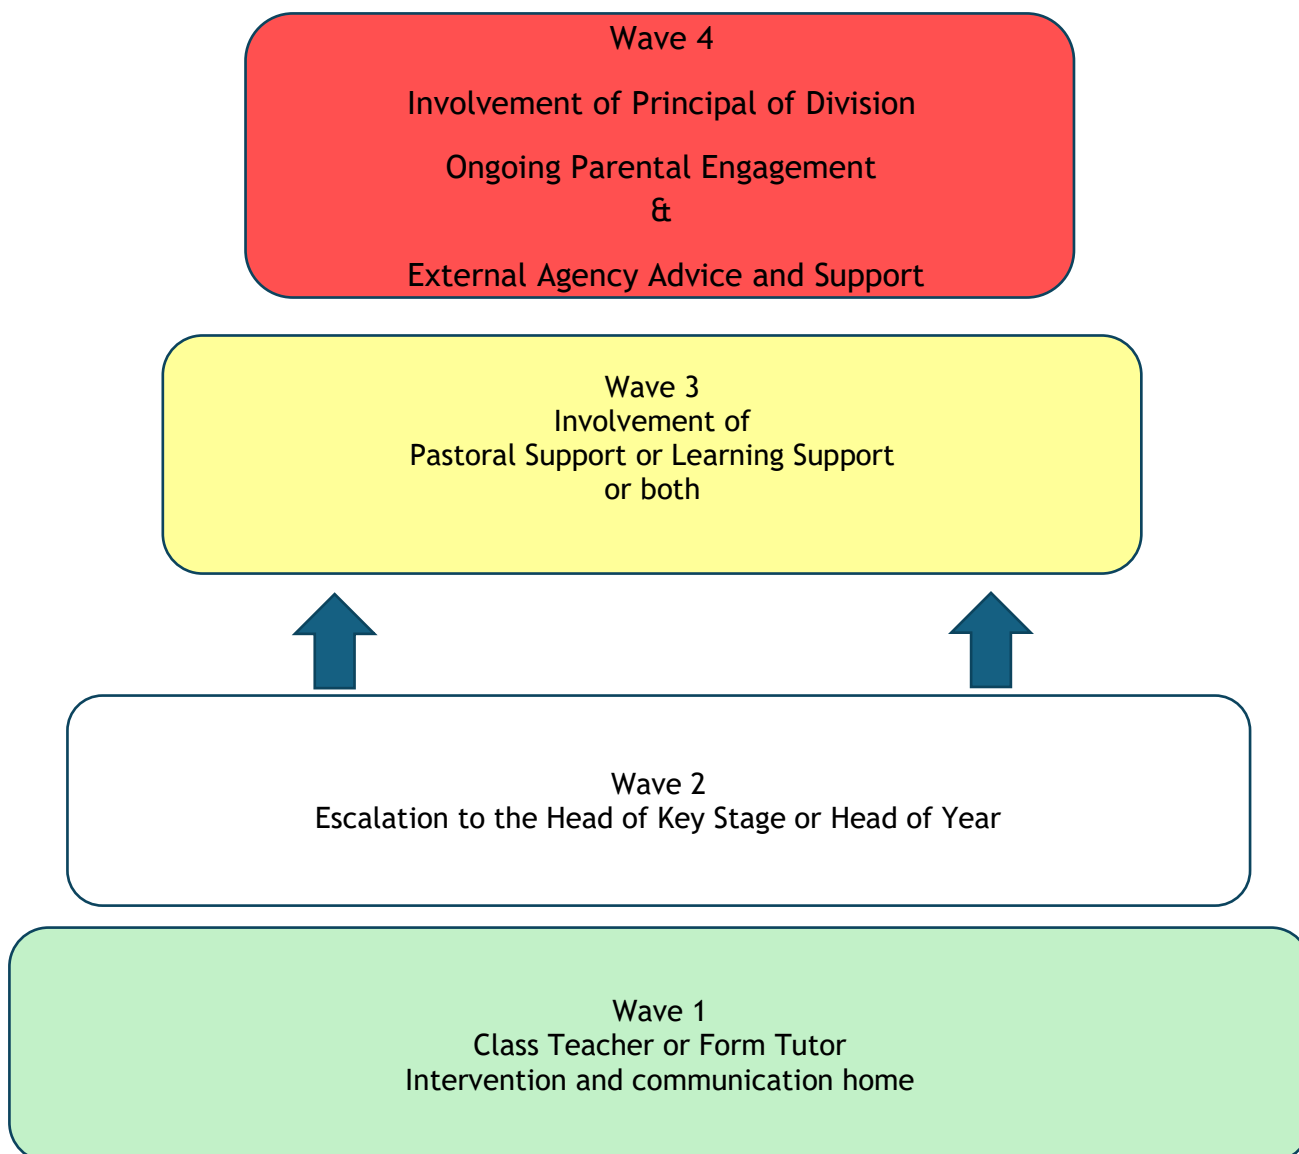 Wave 4
Involvement of Principal of Division
Ongoing Parental Engagement
&
External Agency Advice and Support
Wave 3
Involvement of
Pastoral Support or Learning Support
or both
Wave 2
Escalation to the Head of Key Stage or Head of Year
Wave 1
Class Teacher or Form Tutor
Intervention and communication home